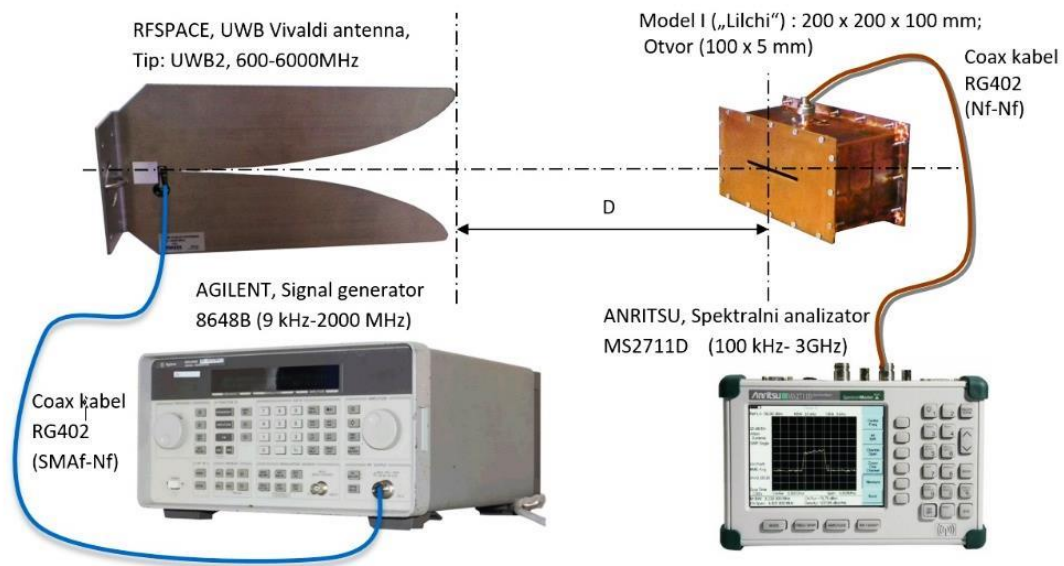 RFSPACE, UWB Vivaldi antenna,
Tip: UWB2, 600-6000MHz
Model I („Lilchi“) : 200 x 200 x 100 mm;
Otvor (100 x 5 mm)
Coax kabel
RG402
(Nf-Nf)
D
AGILENT, Signal generator
8648B (9 kHz-2000 MHz)
ANRITSU, Spektralni analizator
MS2711D (100 kHz- 3GHz)
Coax kabel
RG402
(SMAf-Nf)
Anritsu